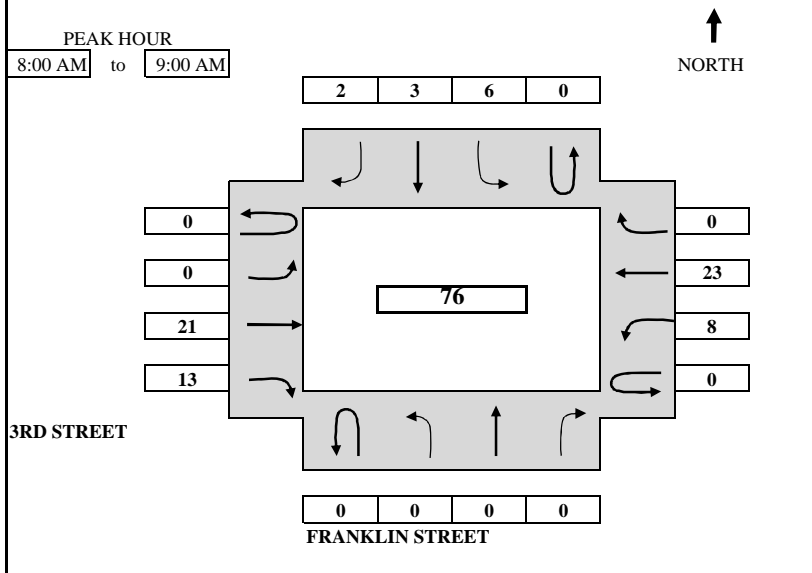 PEAK HOUR
8:00 AM to 9:00 AM
NORTH
2 3 6 0
0 0
0 23
76
21 8
13 0
3RD STREET
0 0 0 0
FRANKLIN STREET